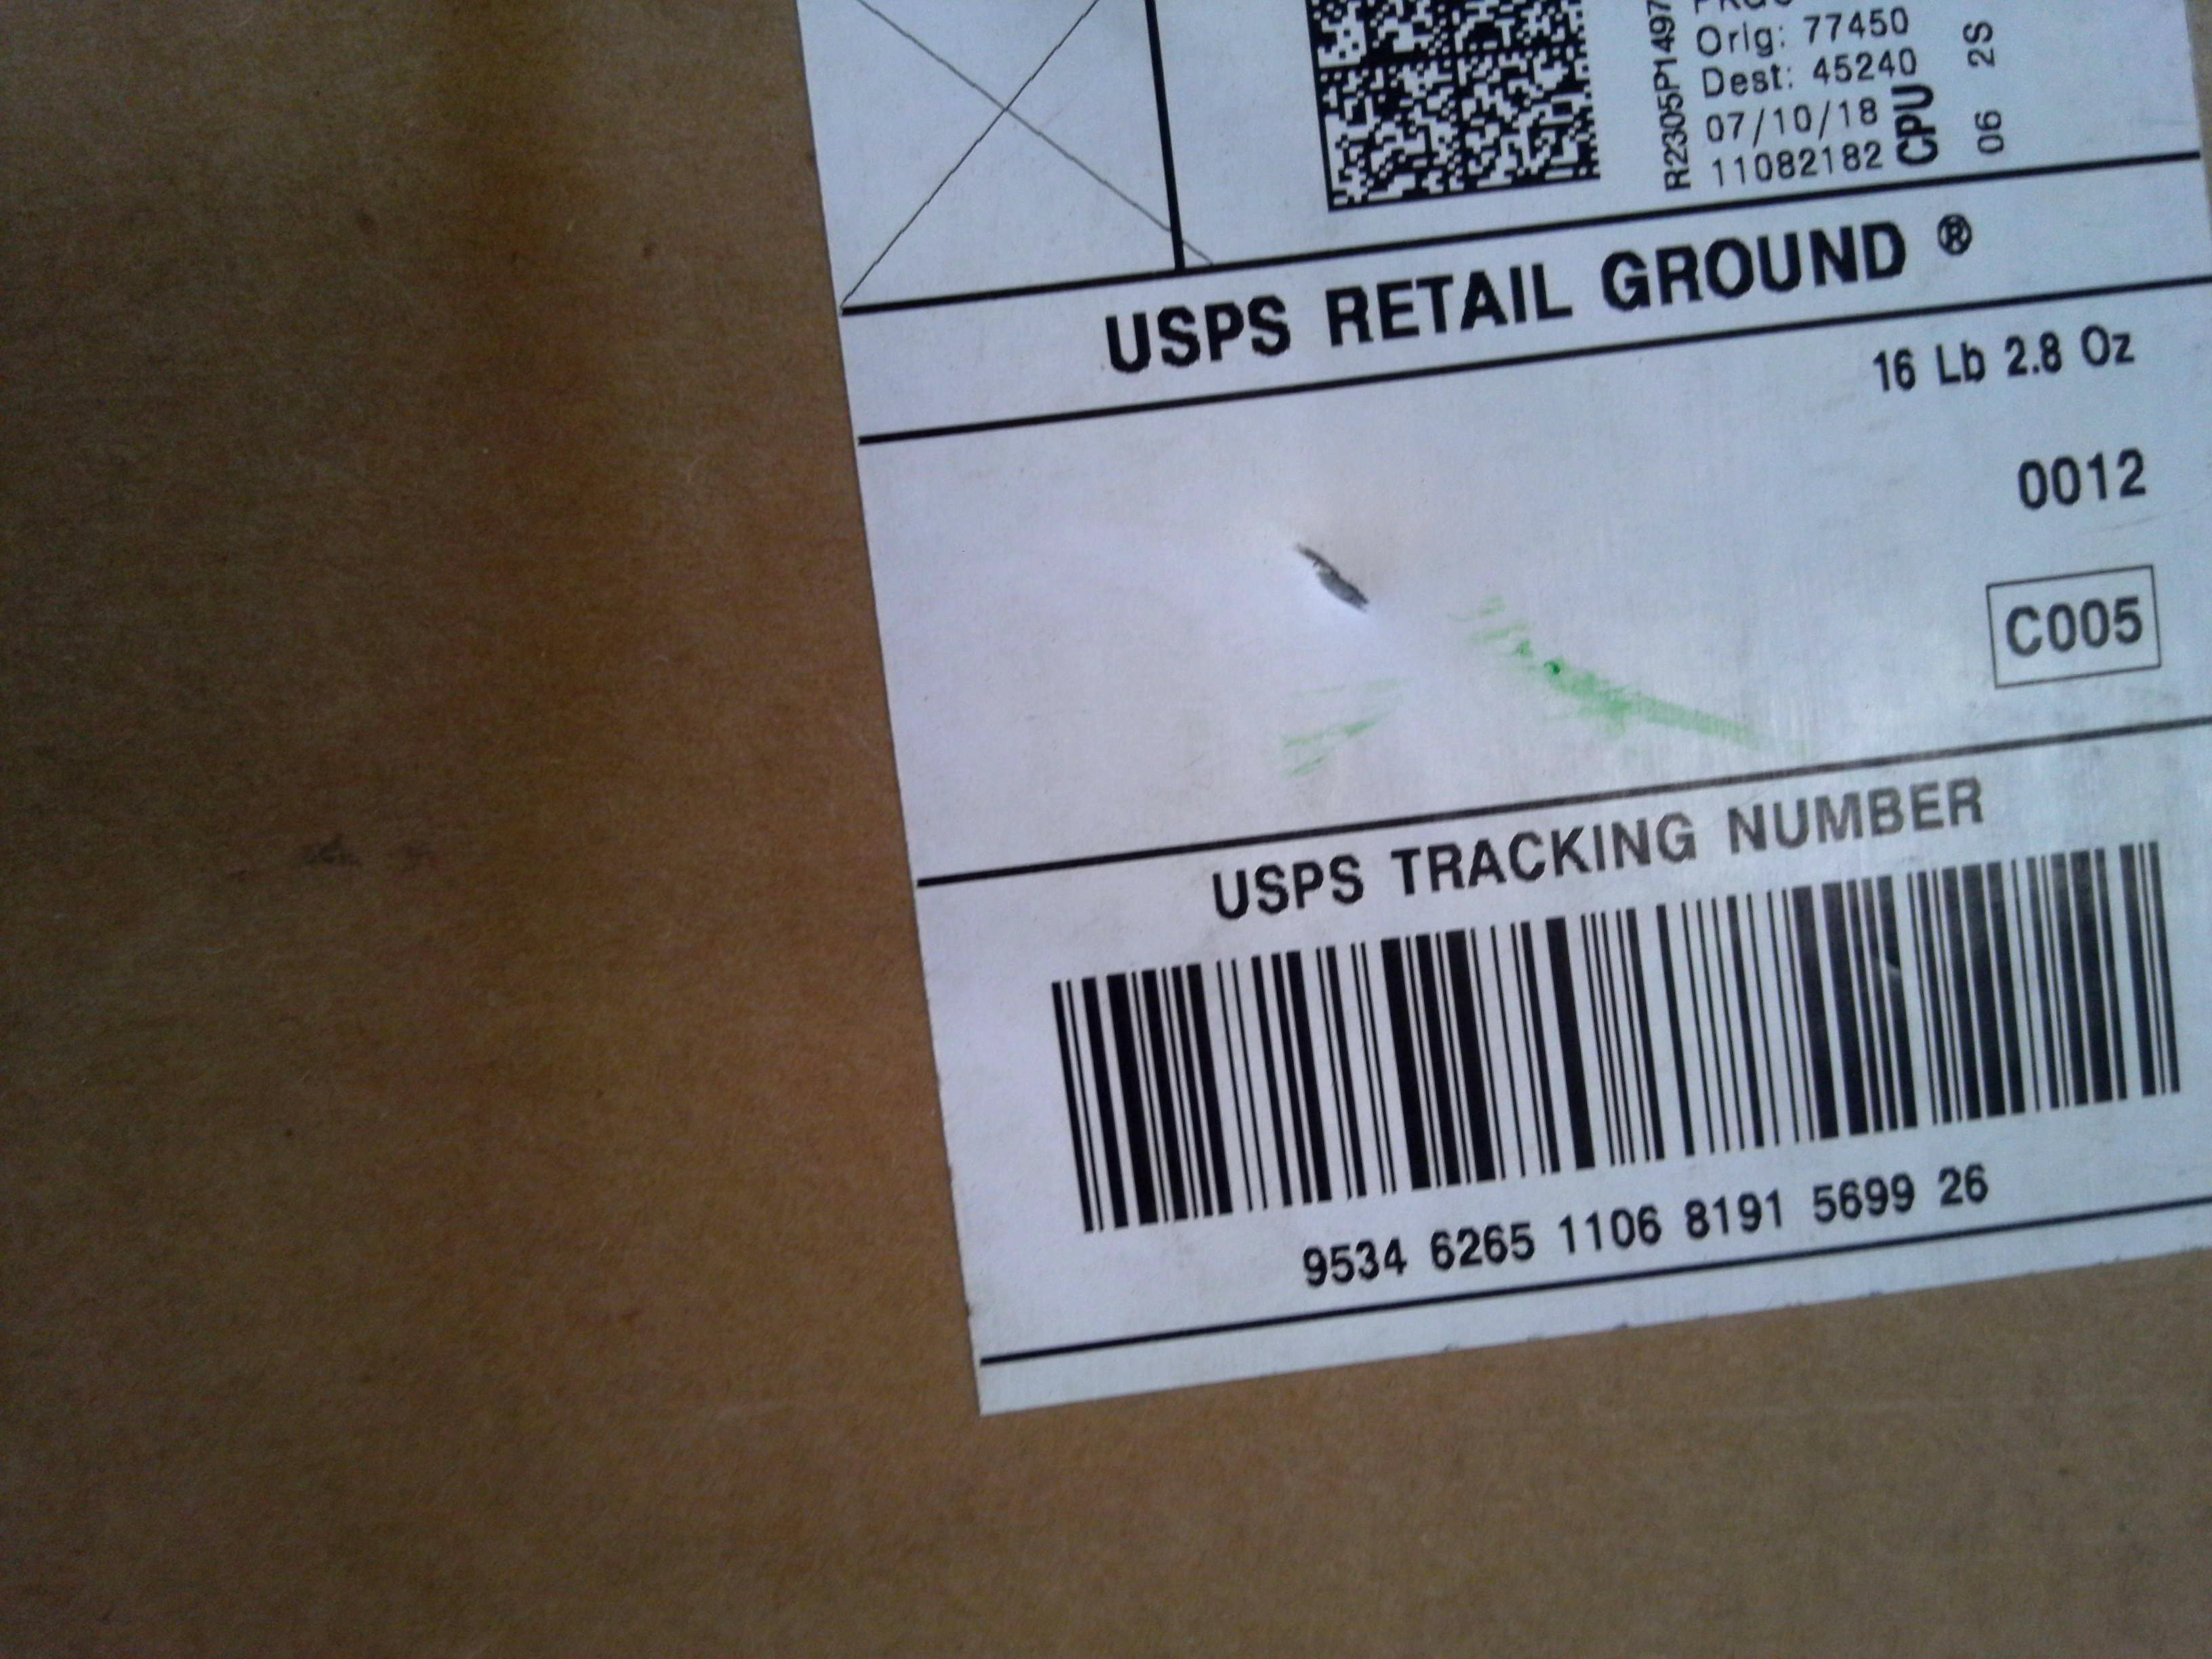 Orig: 77450
Dest: 45240
07/10/18
11082182
CPU
06 2S
USPS RETAIL GROUND ®
16 Lb 2.8 Oz
0012
C005
USPS TRACKING NUMBER
9534 6265 1106 8191 5699 26